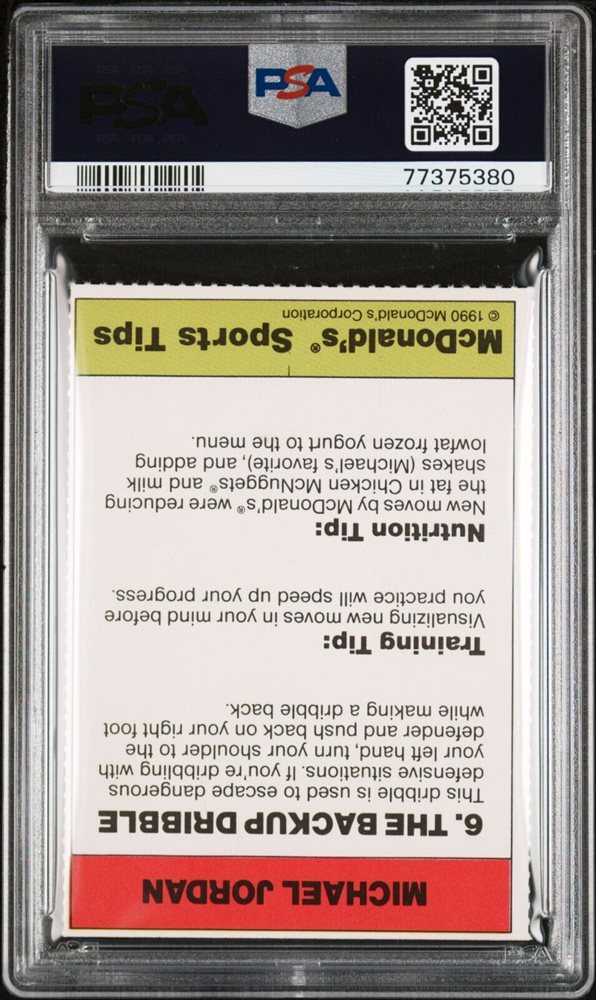 PSA
PSA
77375380
MICHAEL JORDAN
6. THE BACKUP DRIBBLE
This dribble is used to escape dangerous
defensive situations. If you're dribbling with
your left hand, turn your shoulder to the
defender and push back on your right foot
while making a dribble back.
Training Tip:
Visualizing new moves in your mind before
you practice will speed up your progress.
Nutrition Tip:
New moves by McDonald's® were reducing
the fat in Chicken McNuggets® and milk
shakes (Michael's favorite), and adding
lowfat frozen yogurt to the menu.
McDonald's® Sports Tips
© 1990 McDonald's Corporation